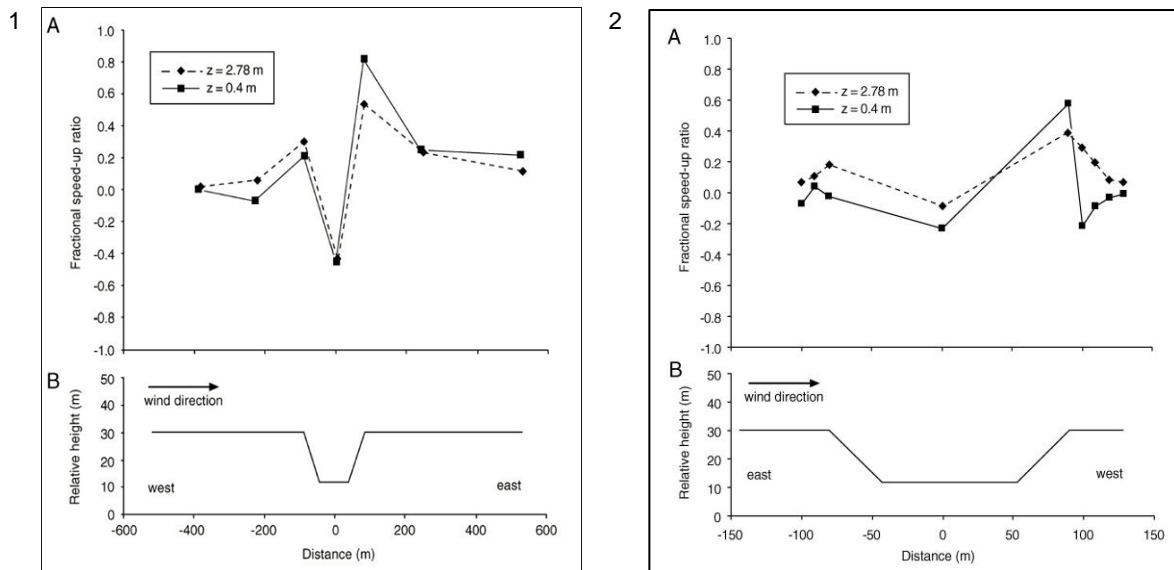 1
A
1.0
0.8
0.6
0.4
0.2
0.0
-0.2
-0.4
-0.6
-0.8
-1.0
Fractional speed-up ratio
z = 2.78 m
z = 0.4 m
B
50
40
30
20
10
0
Relative height (m)
wind direction
west
east
-600
-400
-200
0
200
400
600
Distance (m)
2
A
1.0
0.8
0.6
0.4
0.2
0.0
-0.2
-0.4
-0.6
-0.8
-1.0
Fractional speed-up ratio
z = 2.78 m
z = 0.4 m
B
50
40
30
20
10
0
Relative height (m)
wind direction
east
west
-150
-100
-50
0
50
100
150
Distance (m)